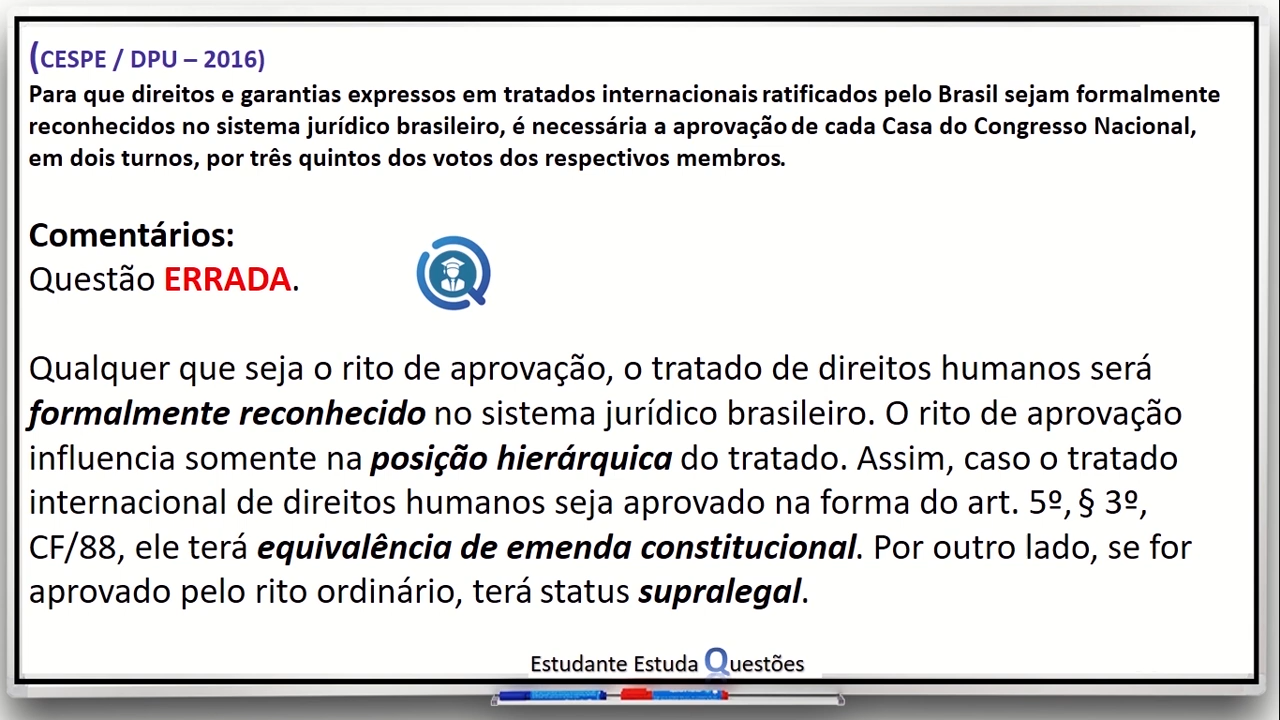 (CESPE / DPU – 2016)
Para que direitos e garantias expressos em tratados internacionais ratificados pelo Brasil sejam formalmente
reconhecidos no sistema jurídico brasileiro, é necessária a aprovação de cada Casa do Congresso Nacional,
em dois turnos, por três quintos dos votos dos respectivos membros.
Comentários:
Questão ERRADA.
Qualquer que seja o rito de aprovação, o tratado de direitos humanos será
formalmente reconhecido no sistema jurídico brasileiro. O rito de aprovação
influencia somente na posição hierárquica do tratado. Assim, caso o tratado
internacional de direitos humanos seja aprovado na forma do art. 5º, § 3º,
CF/88, ele terá equivalência de emenda constitucional. Por outro lado, se for
aprovado pelo rito ordinário, terá status supralegal.
Estudante Estuda Questões